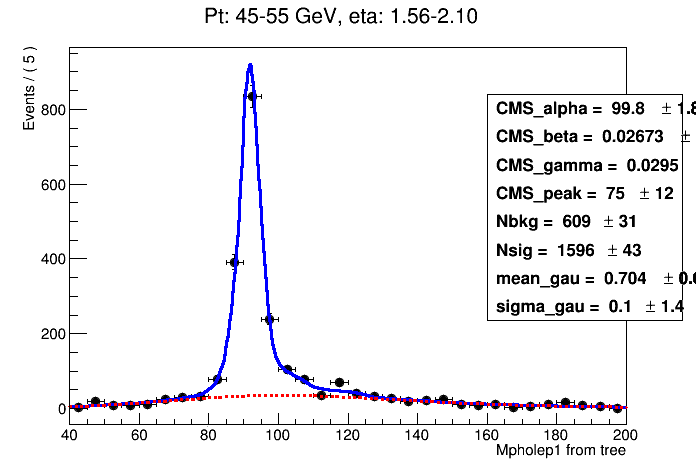 Pt: 45-55 GeV, eta: 1.56-2.10
Events / ( 5 )
800
600
400
200
0
CMS_alpha = 99.8 ± 1.8
CMS_beta = 0.02673 ±
CMS_gamma = 0.0295
CMS_peak = 75 ± 12
Nbkg = 609 ± 31
Nsig = 1596 ± 43
mean_gau = 0.704 ± 0.0
sigma_gau = 0.1 ± 1.4
40 60 80 100 120 140 160 180 200
Mpholep1 from tree